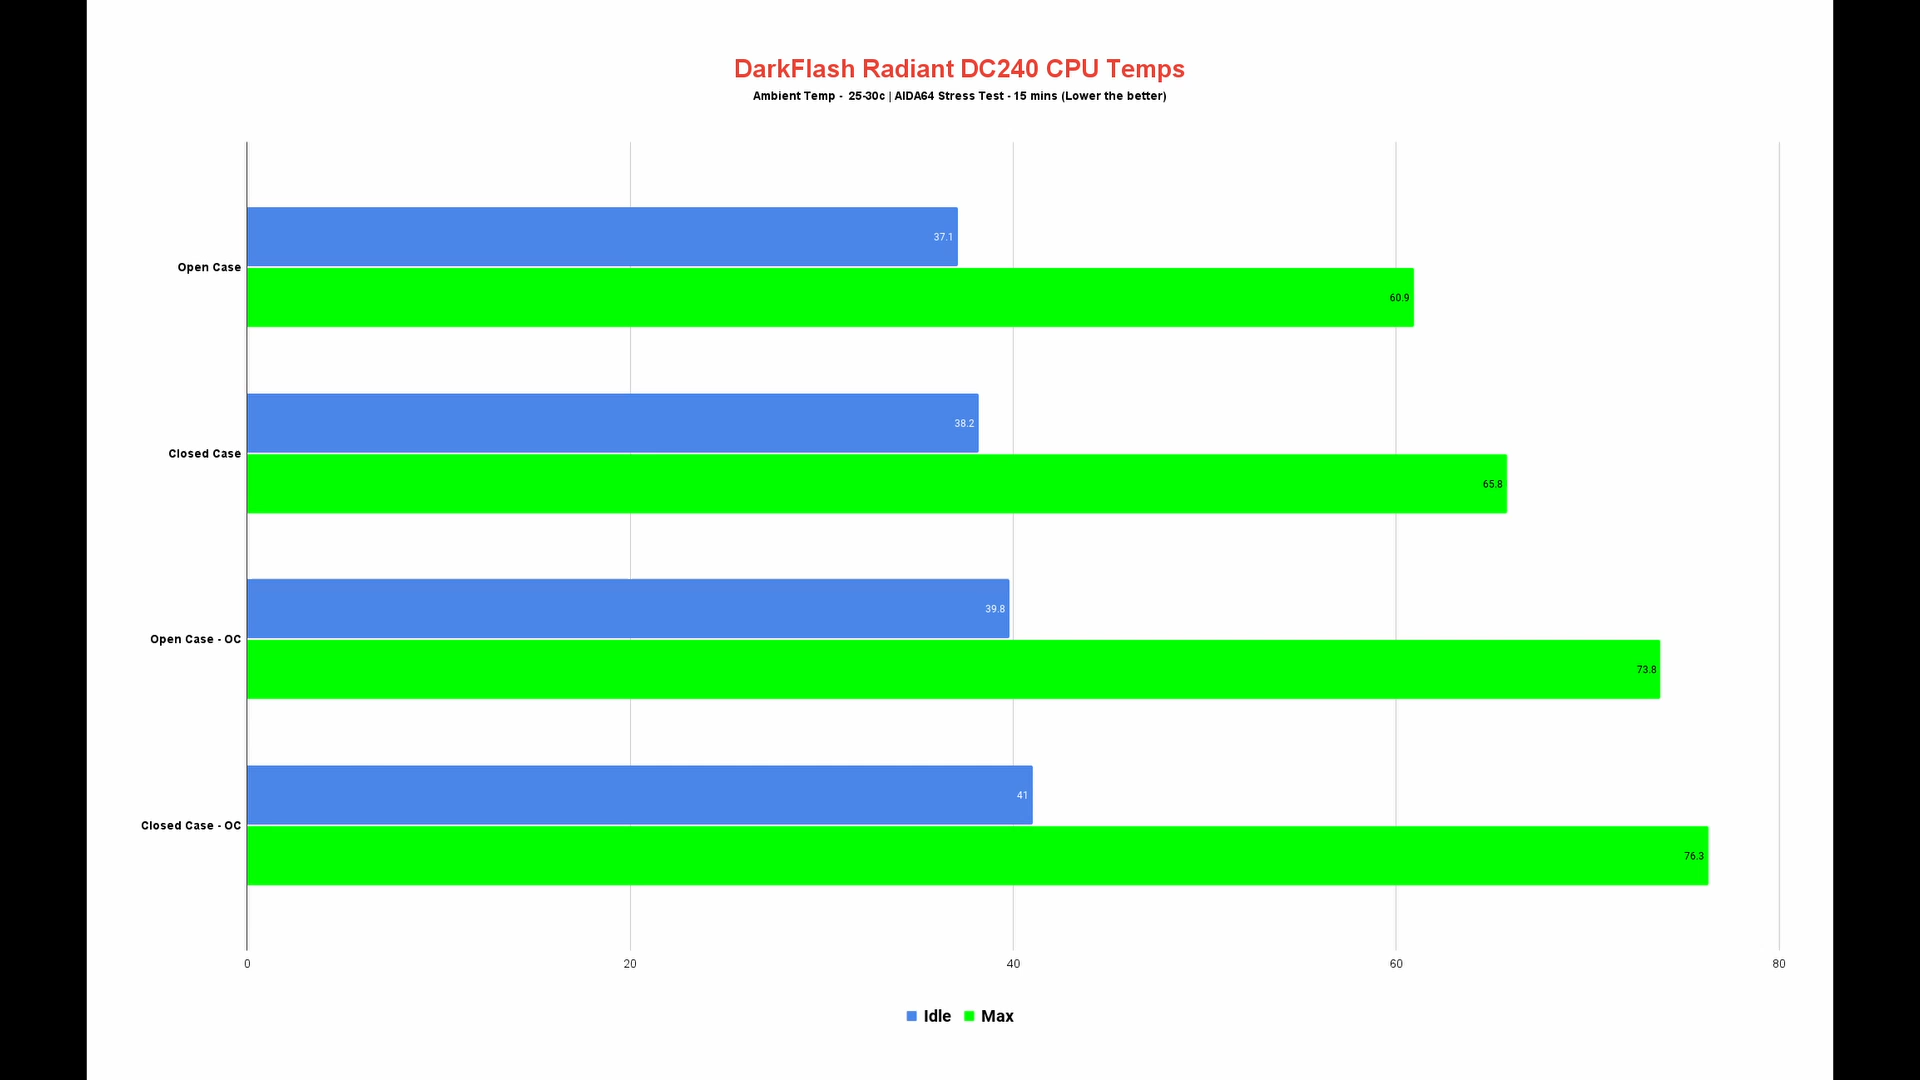 DarkFlash Radiant DC240 CPU Temps
Ambient Temp - 25-30c | AIDA64 Stress Test - 15 mins (Lower the better)
37.1
Open Case
60.9
38.2
Closed Case
65.8
39.8
Open Case - OC
73.8
41
Closed Case - OC
76.3
0 20 40 60 80
Idle Max